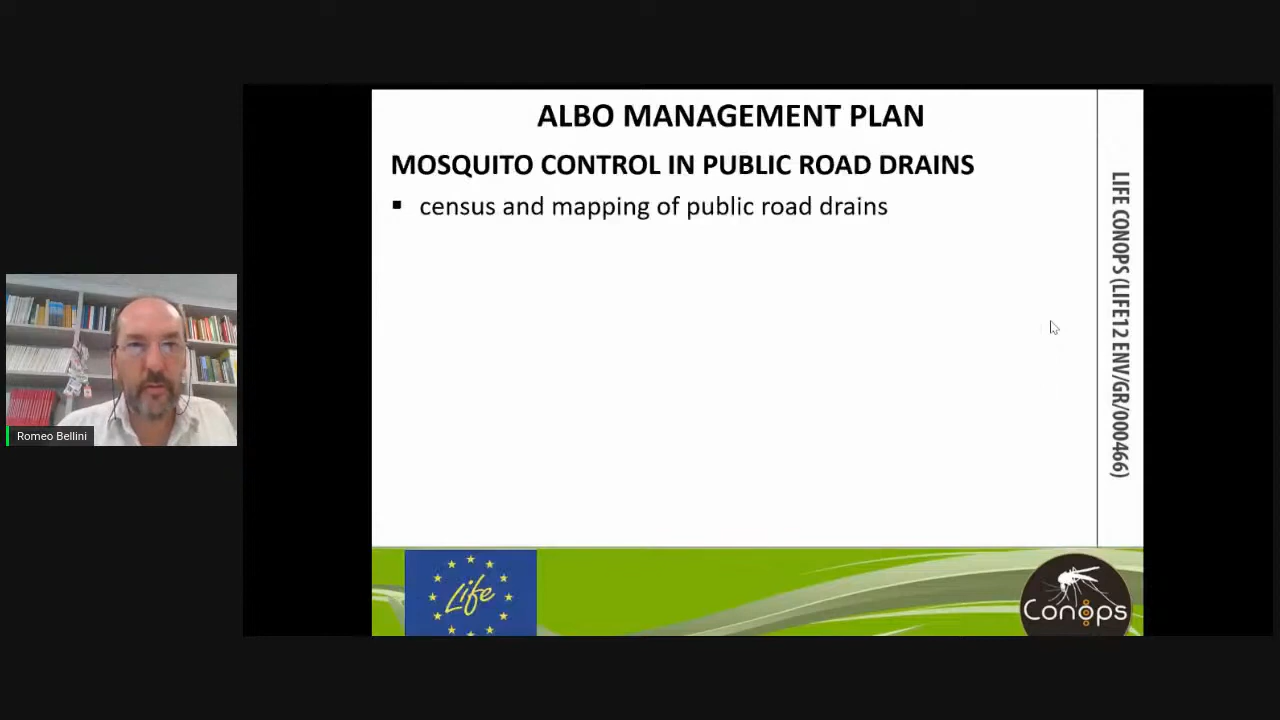 ALBO MANAGEMENT PLAN
MOSQUITO CONTROL IN PUBLIC ROAD DRAINS
▪ census and mapping of public road drains
LIFE CONOPS (LIFE12 ENV/GR/000466)
Romeo Bellini
Life
Conops